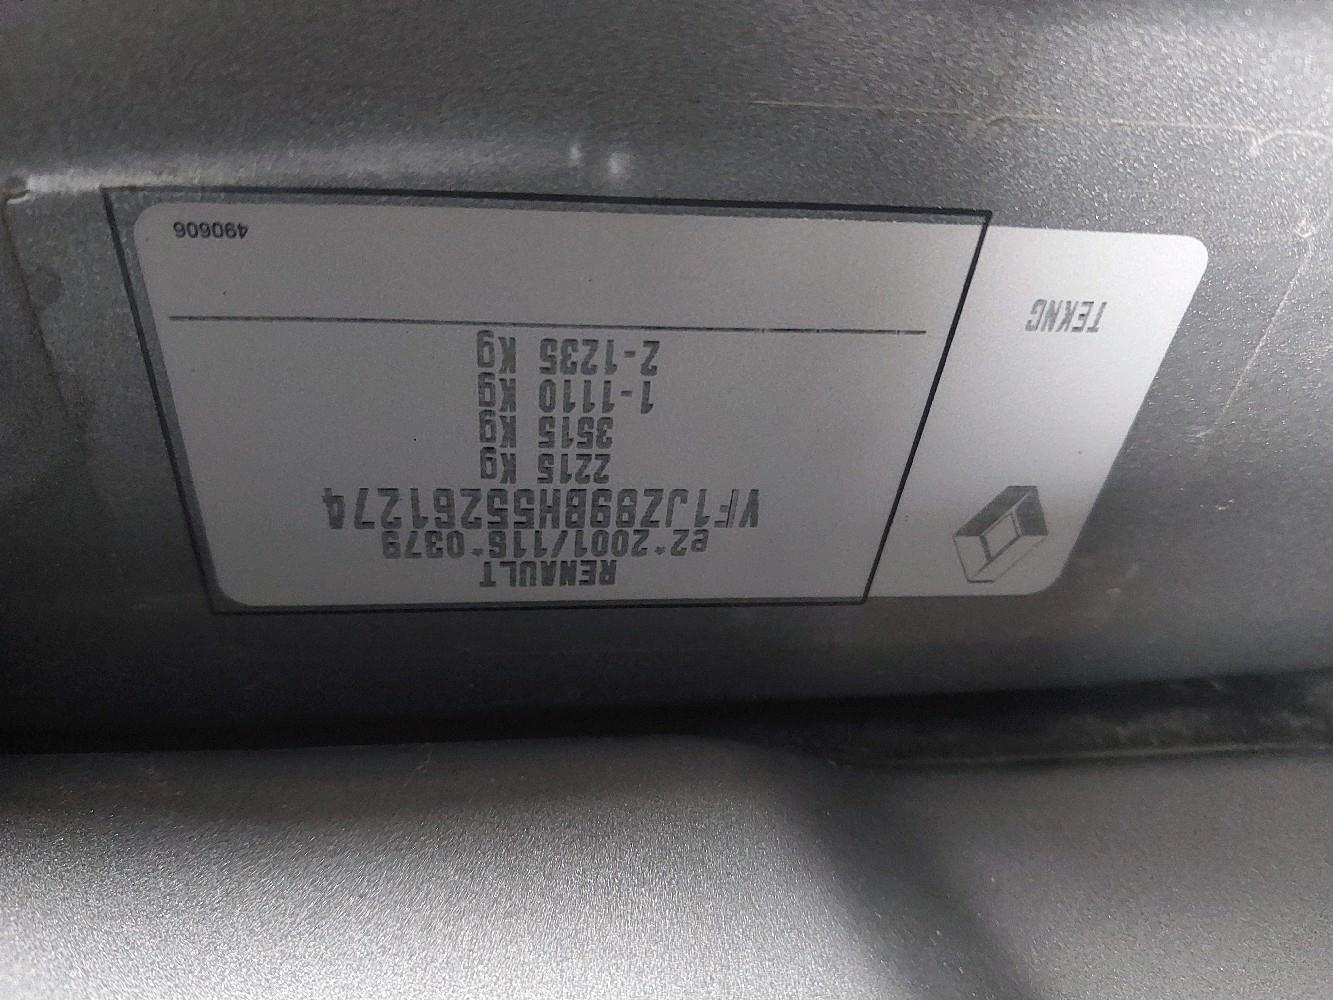 RENAULT
e2*2001/116*0379
VF1JZ89BH55261274
2215 Kg
3515 Kg
1-1110 Kg
2-1235 Kg
TEKNG
490606